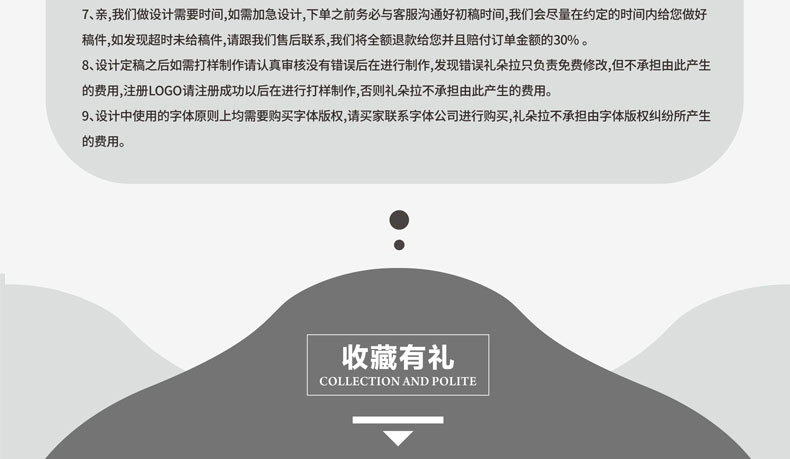 7、亲,我们做设计需要时间,如需加急设计,下单之前务必与客服沟通好初稿时间,我们会尽量在约定的时间内给您做好
稿件,如发现超时未给稿件,请跟我们售后联系,我们将全额退款给您并且赔付订单金额的30% 。
8、设计定稿之后如需打样制作请认真审核没有错误后在进行制作,发现错误礼朵拉只负责免费修改,但不承担由此产生
的费用,注册LOGO请注册成功以后在进行打样制作,否则礼朵拉不承担由此产生的费用。
9、设计中使用的字体原则上均需要购买字体版权,请买家联系字体公司进行购买,礼朵拉不承担由字体版权纠纷所产生
的费用。
收藏有礼
COLLECTION AND POLITE